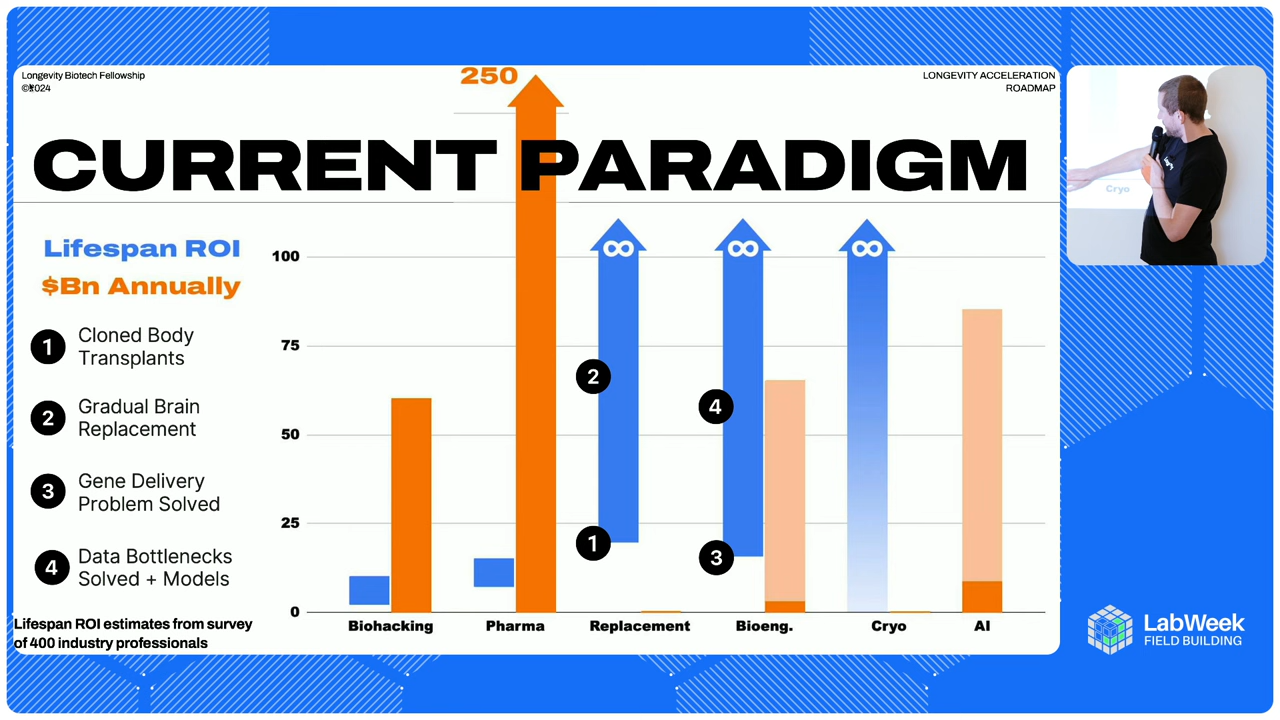 Longevity Biotech Fellowship
LONGEVITY ACCELERATION
ROADMAP
250
CURRENT PARADIGM
Lifespan ROI
$Bn Annually
1 Cloned Body
Transplants
2 Gradual Brain
Replacement
3 Gene Delivery
Problem Solved
4 Data Bottlenecks
Solved + Models
Lifespan ROI estimates from survey
of 400 industry professionals
100
75
50
25
0
∞ ∞ ∞
2
4
1
3
Biohacking Pharma Replacement Bioeng. Cryo AI
Cryo
LabWeek
FIELD BUILDING